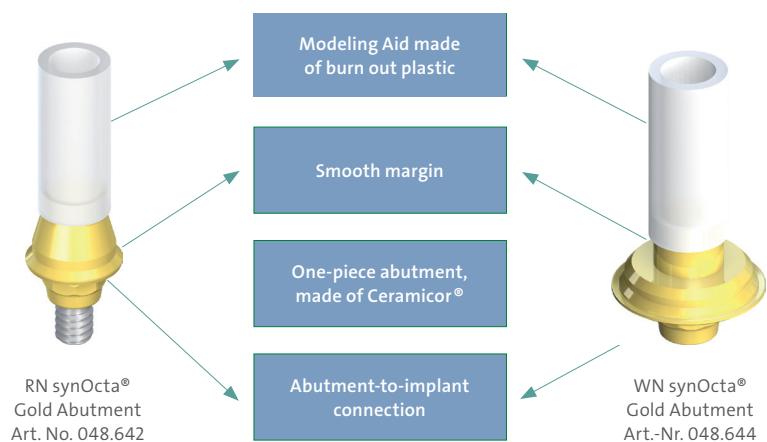 Modeling Aid made
of burn out plastic
Smooth margin
One-piece abutment,
made of Ceramicor®
Abutment-to-implant
connection
RN synOcta®
Gold Abutment
Art. No. 048.642
WN synOcta®
Gold Abutment
Art.-Nr. 048.644